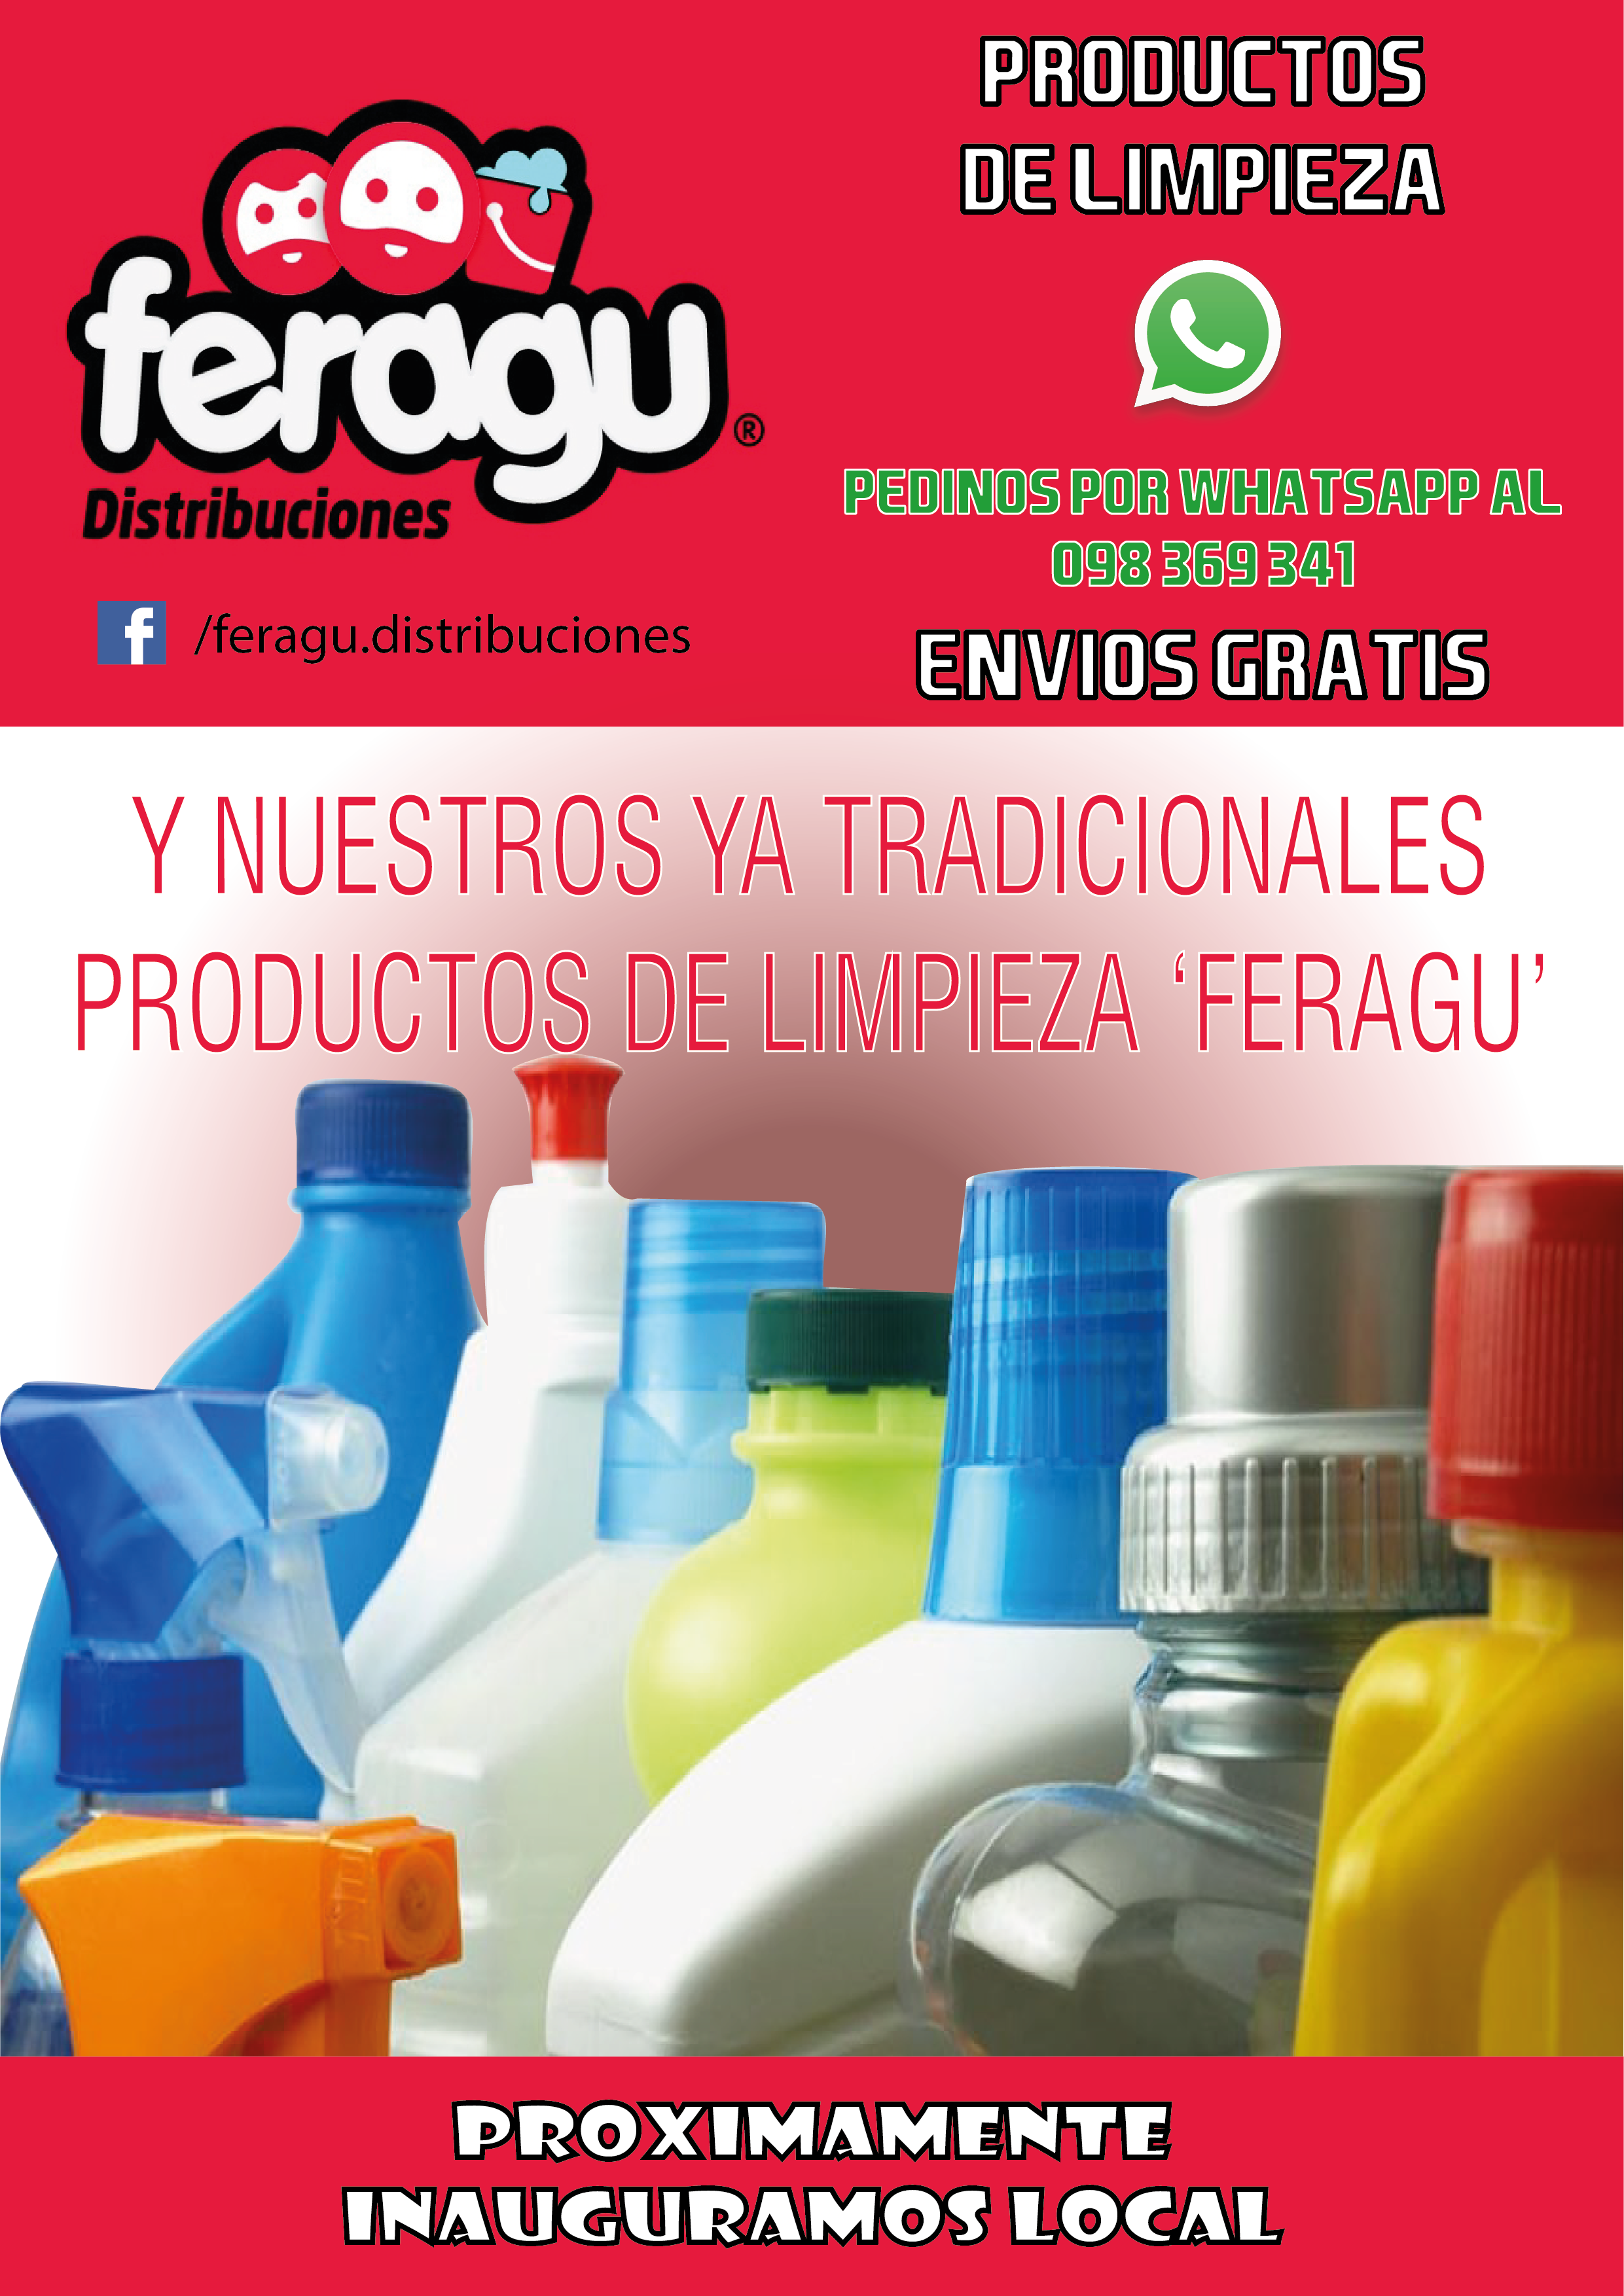 feragu®
Distribuciones
f /feragu.distribuciones
PRODUCTOS
DE LIMPIEZA
PEDINOS POR WHATSAPP AL
098 369 341
ENVIOS GRATIS
Y NUESTROS YA TRADICIONALES
PRODUCTOS DE LIMPIEZA ‘FERAGU’
PROXIMAMENTE
INAUGURAMOS LOCAL